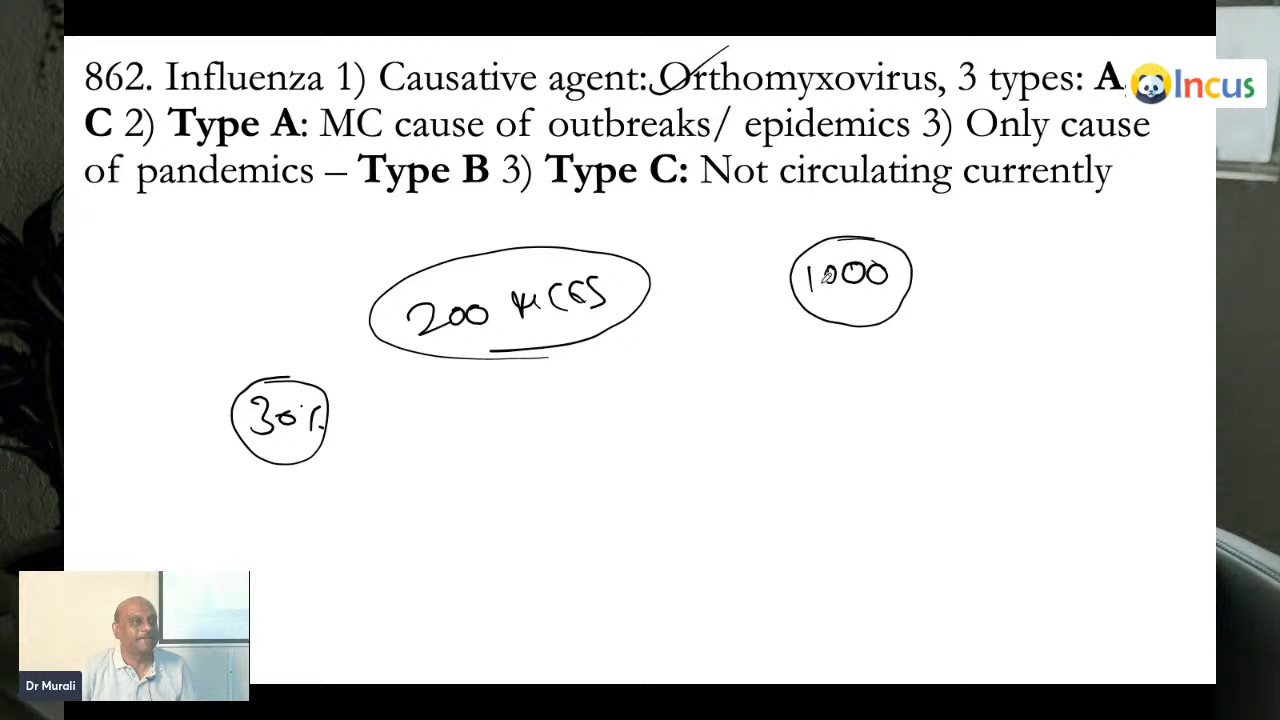 862. Influenza 1) Causative agent: Orthomyxovirus, 3 types: A,
Incus
C 2) Type A: MC cause of outbreaks/ epidemics 3) Only cause
of pandemics – Type B 3) Type C: Not circulating currently
200 MCQS
1000
30%
Dr Murali